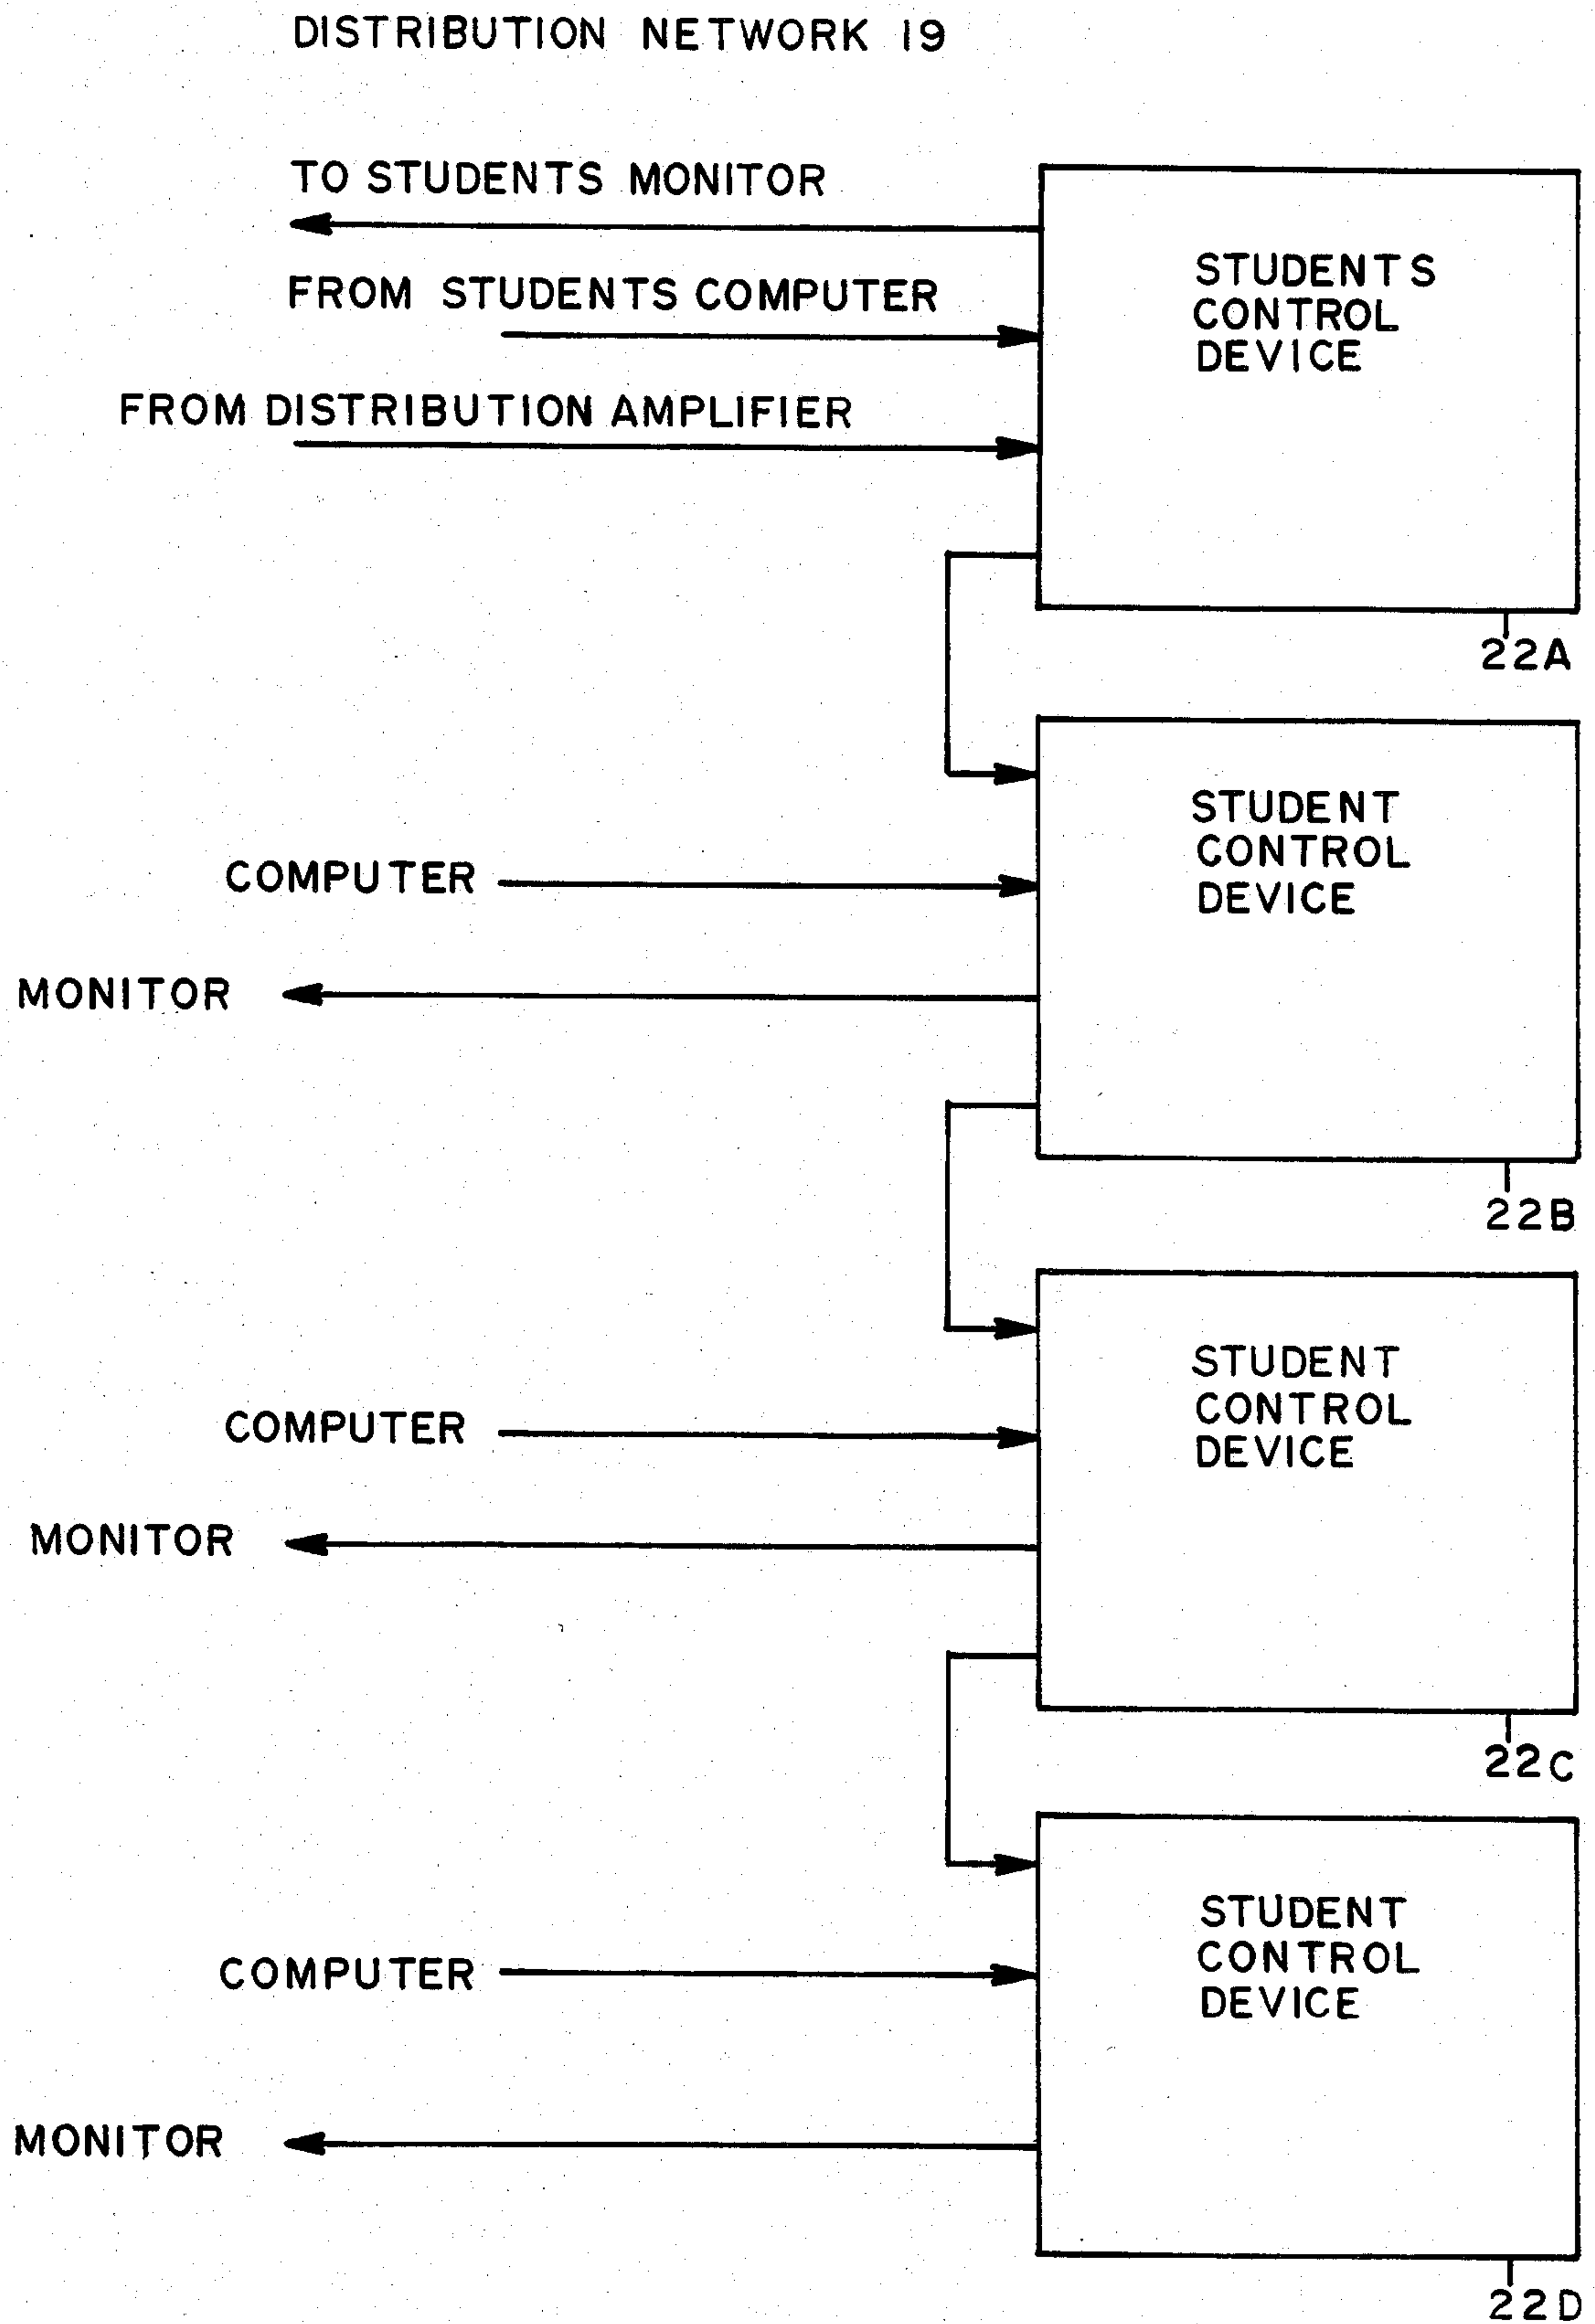 DISTRIBUTION NETWORK 19
TO STUDENTS MONITOR
FROM STUDENTS COMPUTER
FROM DISTRIBUTION AMPLIFIER
STUDENTS
CONTROL
DEVICE
22A
STUDENT
CONTROL
DEVICE
COMPUTER
MONITOR
22B
STUDENT
CONTROL
DEVICE
COMPUTER
MONITOR
22C
STUDENT
CONTROL
DEVICE
COMPUTER
MONITOR
22D